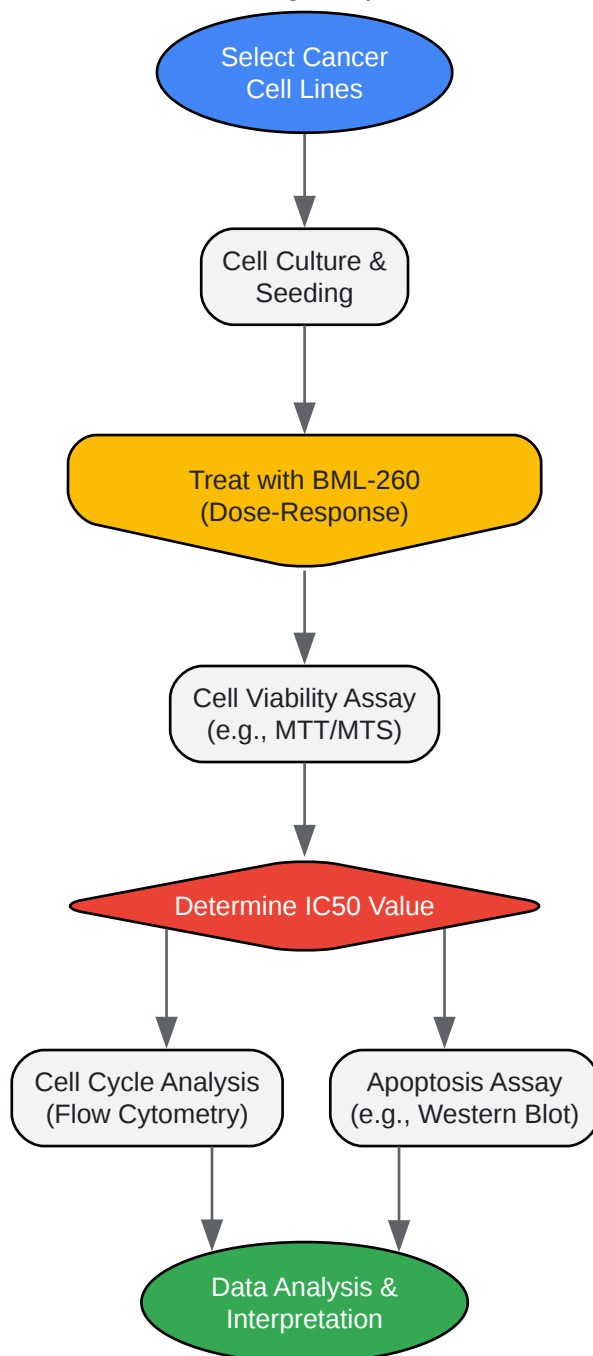 Select Cancer
Cell Lines
Cell Culture &
Seeding
Treat with BML-260
(Dose-Response)
Cell Viability Assay
(e.g., MTT/MTS)
Determine IC50 Value
Cell Cycle Analysis
(Flow Cytometry)
Apoptosis Assay
(e.g., Western Blot)
Data Analysis &
Interpretation